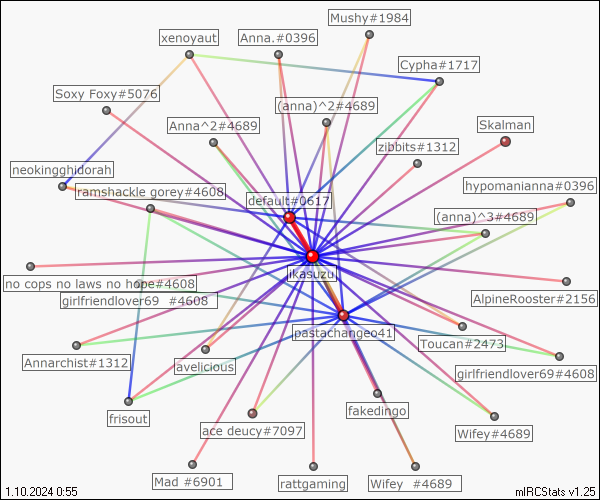 Mushy#1984
xenoyaut
Anna.#0396
Cypha#1717
Soxy Foxy#5076
(anna)^2#4689
Anna^2#4689
Skalman
zibbits#1312
neokingghidorah
ramshackle gorey#4608
hypomanianna#0396
default#0617
(anna)^3#4689
ikasuzu
no cops no laws no hope#4608
girlfriendlover69 #4608
AlpineRooster#2156
pastachangeo41
Toucan#2473
Annarchist#1312
avelicious
girlfriendlover69#4608
frisout
fakedingo
ace deucy#7097
Wifey#4689
Mad #6901
rattgaming
Wifey #4689
1.10.2024 0:55
mIRCStats v1.25